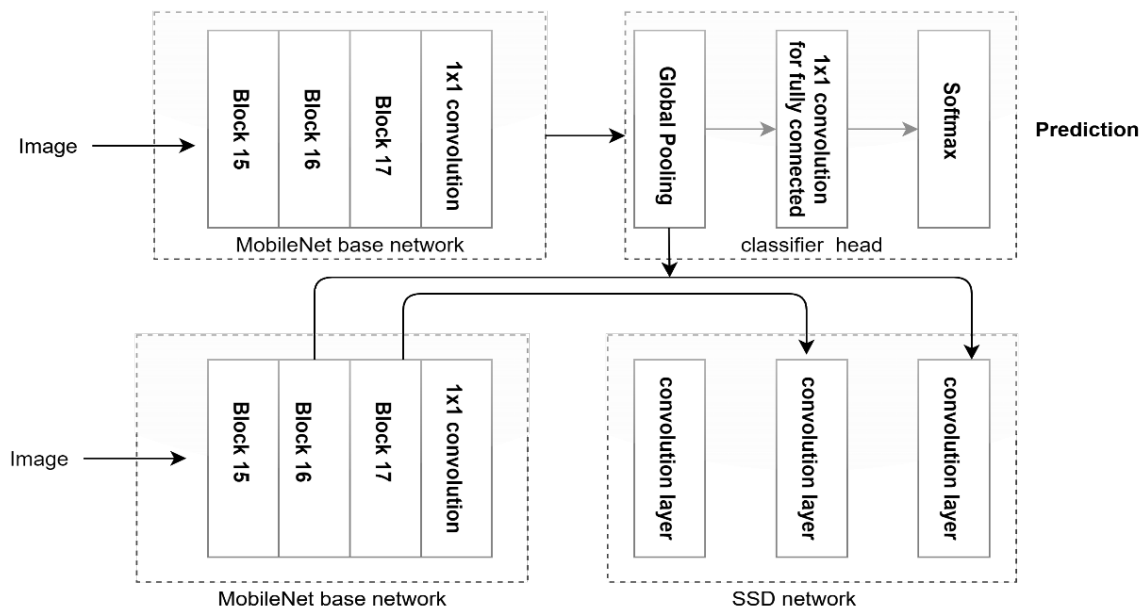 Image
Block 15
Block 16
Block 17
1x1 convolution
MobileNet base network
Global Pooling
1x1 convolution
for fully connected
Softmax
classifier head
Prediction
Image
Block 15
Block 16
Block 17
1x1 convolution
MobileNet base network
convolution layer
convolution layer
convolution layer
SSD network